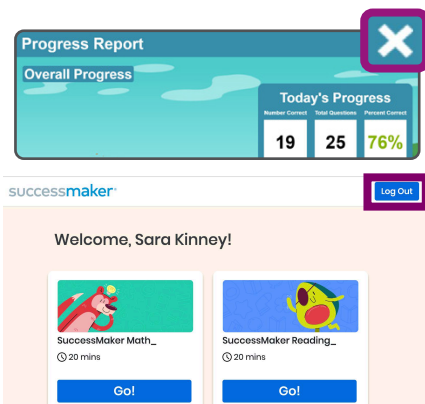 Progress Report
Overall Progress
Today's Progress
Number Correct Total Questions Percent Correct
19 25 76%
successmaker
Log Out
Welcome, Sara Kinney!
SuccessMaker Math_ SuccessMaker Reading_
20 mins 20 mins
Go! Go!